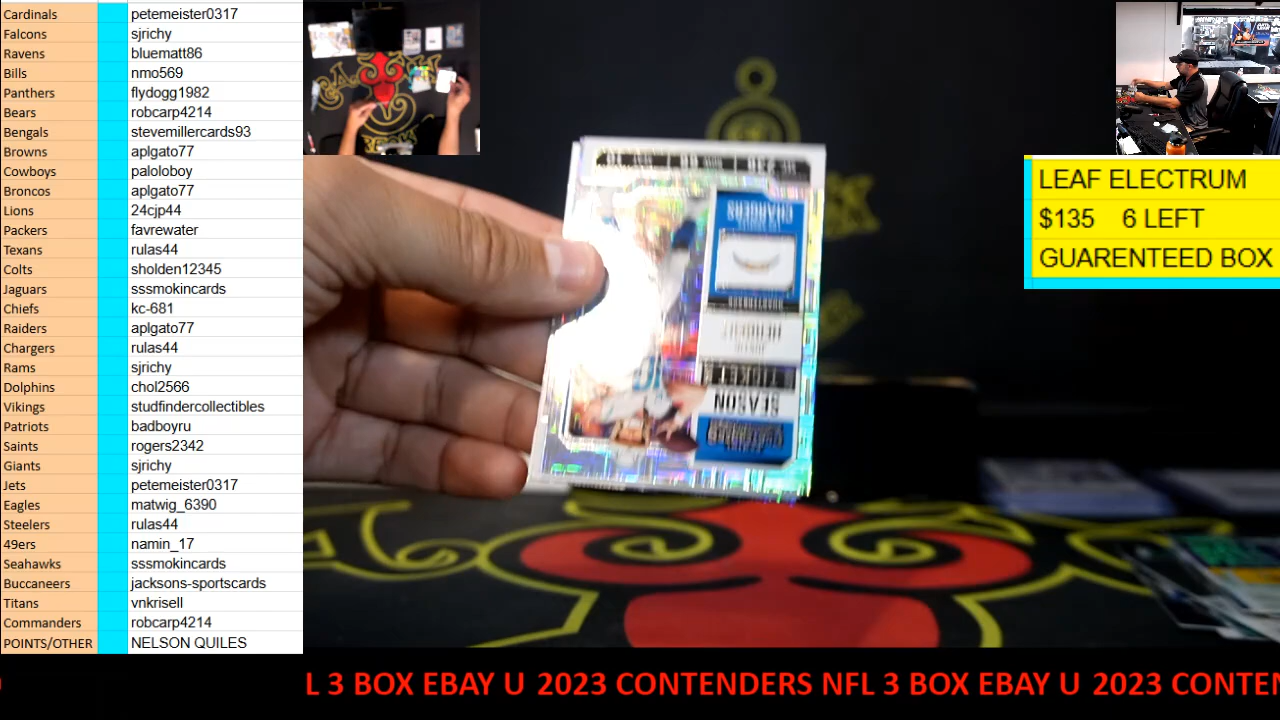 Cardinals petemeister0317
Falcons sjrichy
Ravens bluematt86
Bills nmo569
Panthers flydogg1982
Bears robcarp4214
Bengals stevemillercards93
Browns aplgato77
Cowboys paloloboy
Broncos aplgato77
Lions 24cjp44
Packers favrewater
Texans rulas44
Colts sholden12345
Jaguars sssmokincards
Chiefs kc-681
Raiders aplgato77
Chargers rulas44
Rams sjrichy
Dolphins chol2566
Vikings studfindercollectibles
Patriots badboyru
Saints rogers2342
Giants sjrichy
Jets petemeister0317
Eagles matwig_6390
Steelers rulas44
49ers namin_17
Seahawks sssmokincards
Buccaneers jacksons-sportscards
Titans vnkrisell
Commanders robcarp4214
POINTS/OTHER NELSON QUILES
LEAF ELECTRUM
$135 6 LEFT
GUARENTEED BOX
CHARGERS
SEASON
L 3 BOX EBAY U 2023 CONTENDERS NFL 3 BOX EBAY U 2023 CONTEN